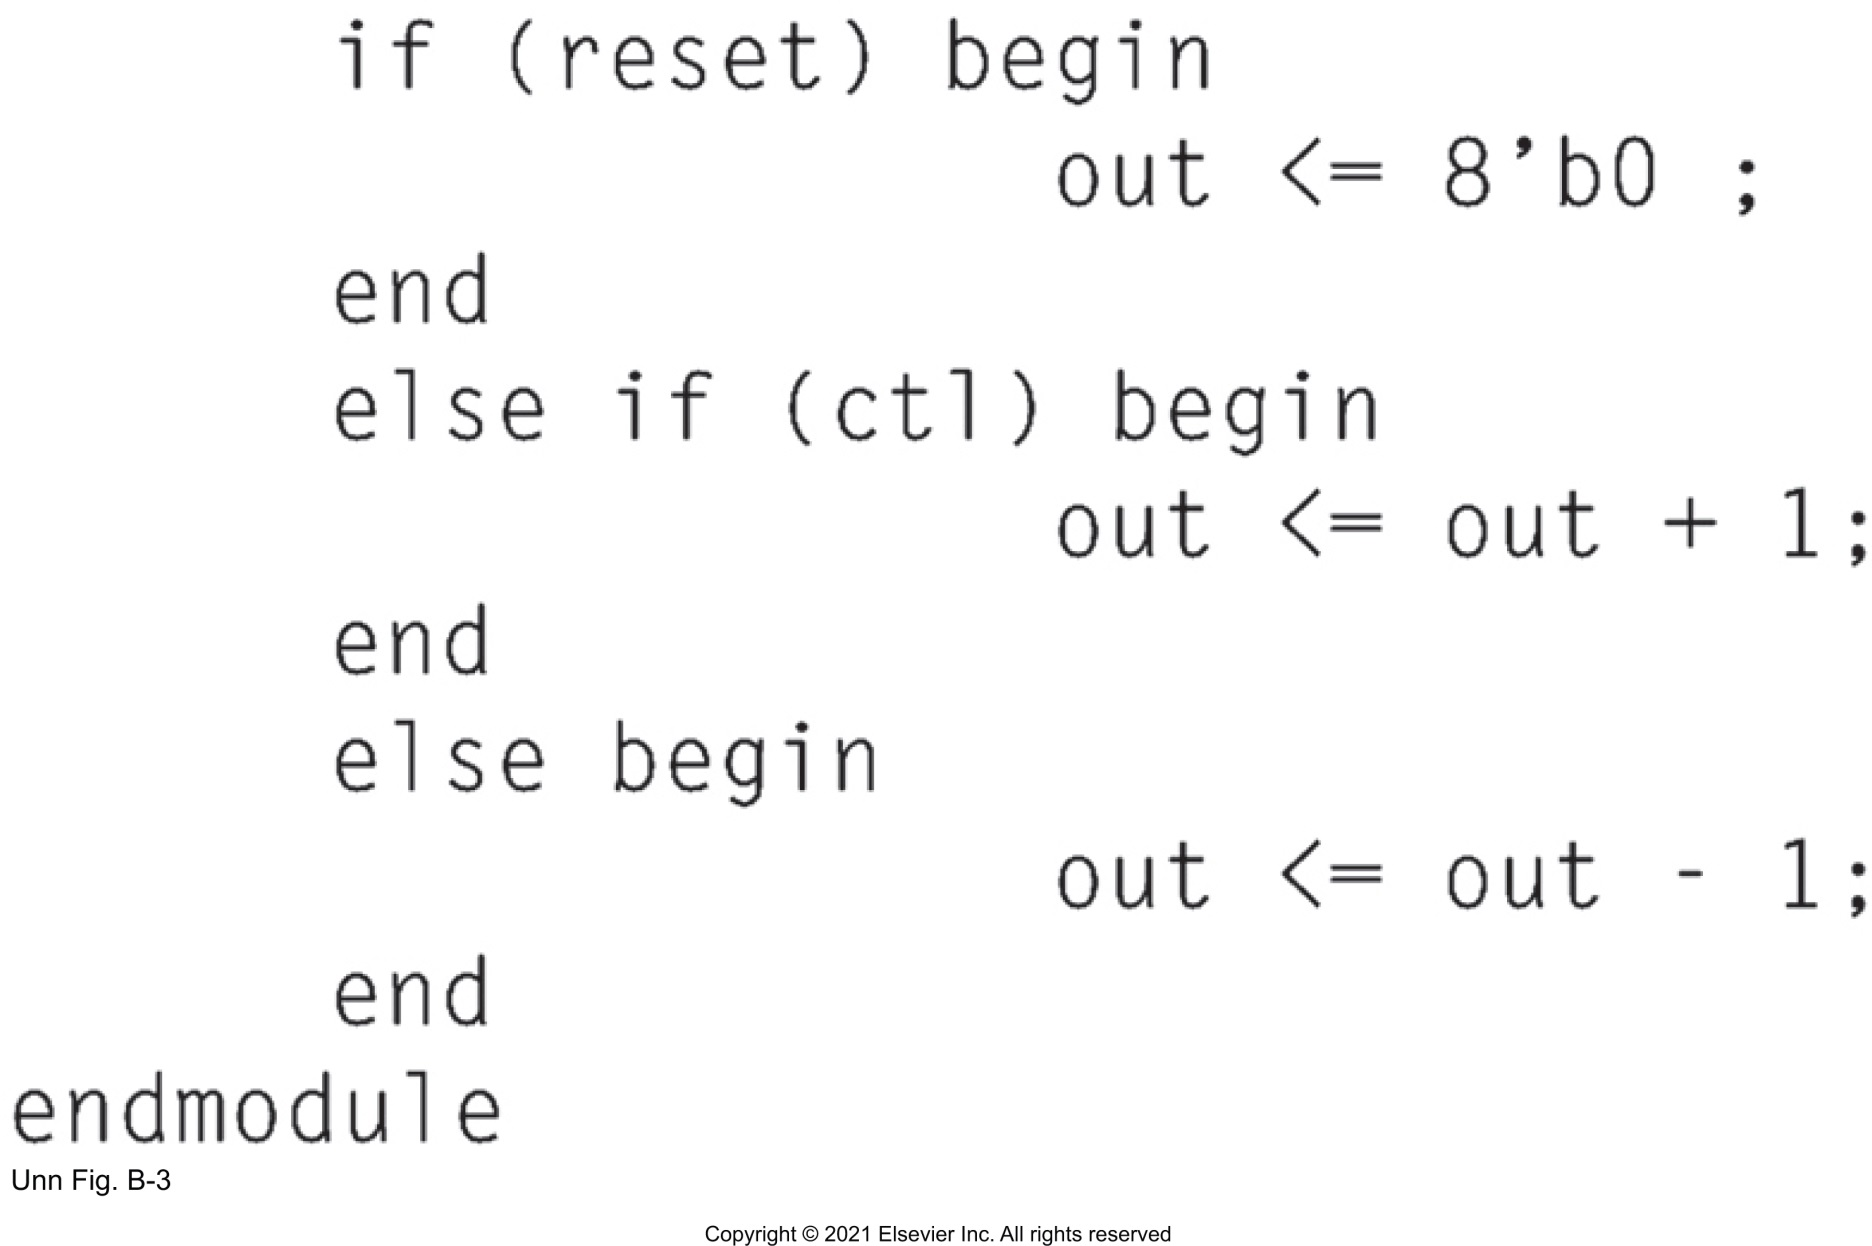 if (reset) begin
out <= 8’b0 ;
end
else if (ctl) begin
out <= out + 1;
end
else begin
out <= out - 1;
end
endmodule
Unn Fig. B-3
Copyright © 2021 Elsevier Inc. All rights reserved